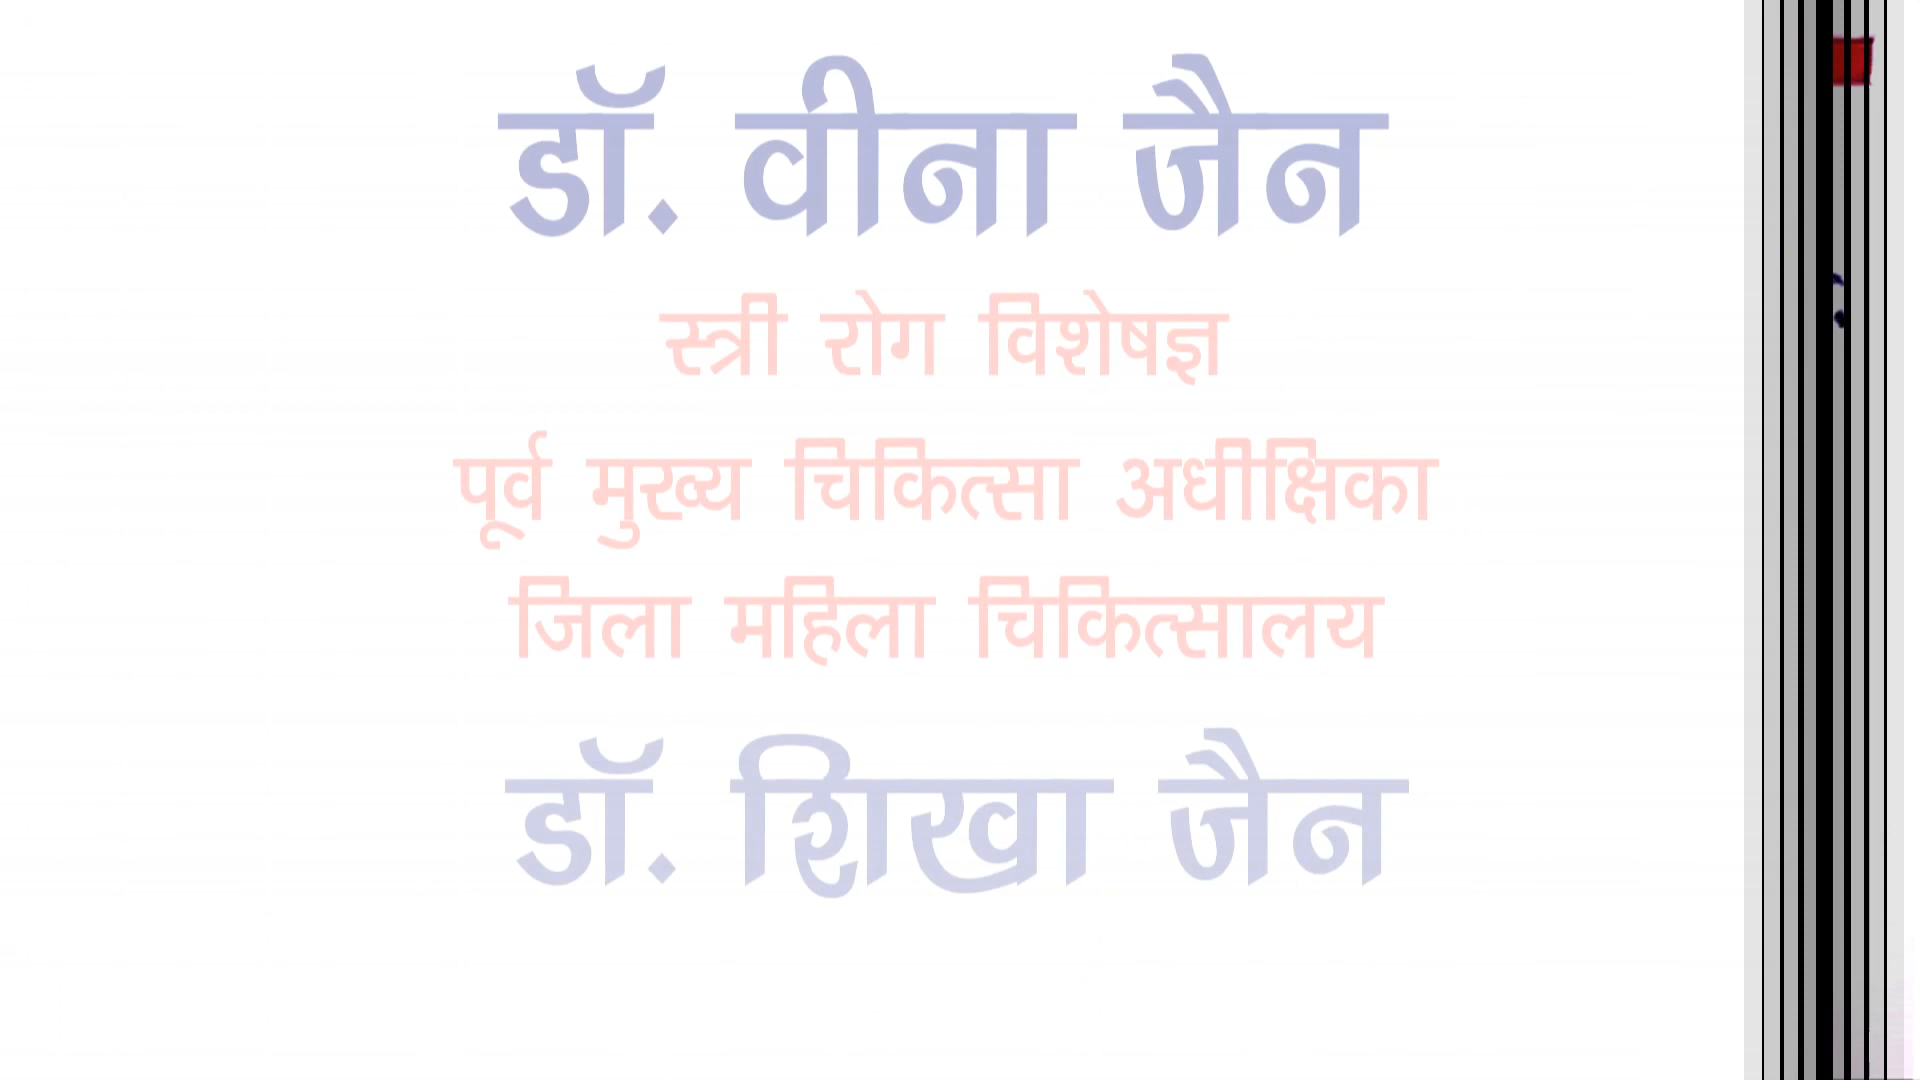 डॉ. वीना जैन
स्त्री रोग विशेषज्ञ
पूर्व मुख्य चिकित्सा अधीक्षिका
जिला महिला चिकित्सालय
डॉ. शिखा जैन